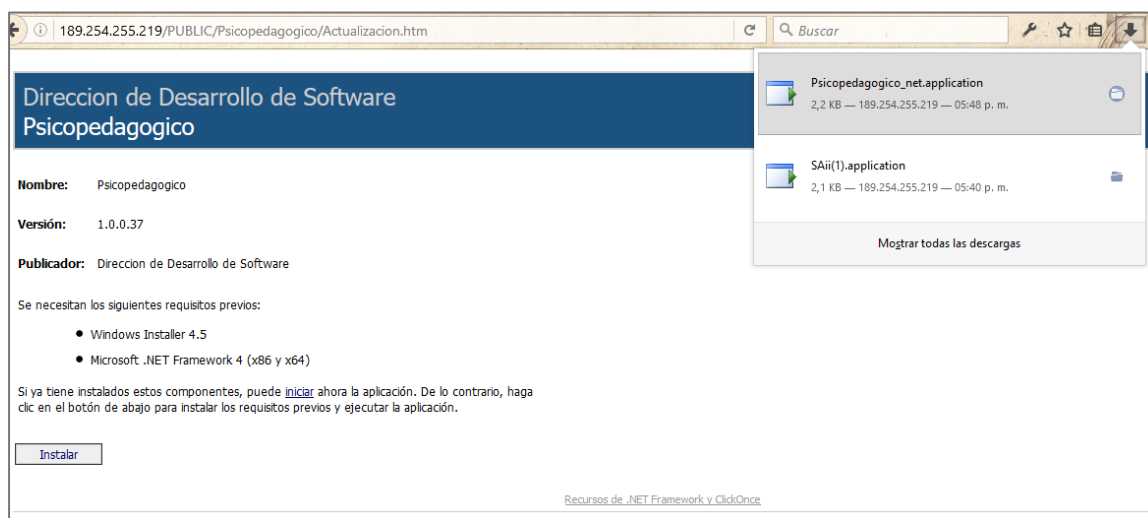 189.254.255.219/PUBLIC/Psicopedagogico/Actualizacion.htm
Buscar
Psicopedagogico_net.application
2,2 KB — 189.254.255.219 — 05:48 p. m.
SAii(1).application
2,1 KB — 189.254.255.219 — 05:40 p. m.
Mostrar todas las descargas
Direccion de Desarrollo de Software
Psicopedagogico
Nombre: Psicopedagogico
Versión: 1.0.0.37
Publicador: Direccion de Desarrollo de Software
Se necesitan los siguientes requisitos previos:
• Windows Installer 4.5
• Microsoft .NET Framework 4 (x86 y x64)
Si ya tiene instalados estos componentes, puede iniciar ahora la aplicación. De lo contrario, haga
clic en el botón de abajo para instalar los requisitos previos y ejecutar la aplicación.
Instalar
Recursos de .NET Framework y ClickOnce